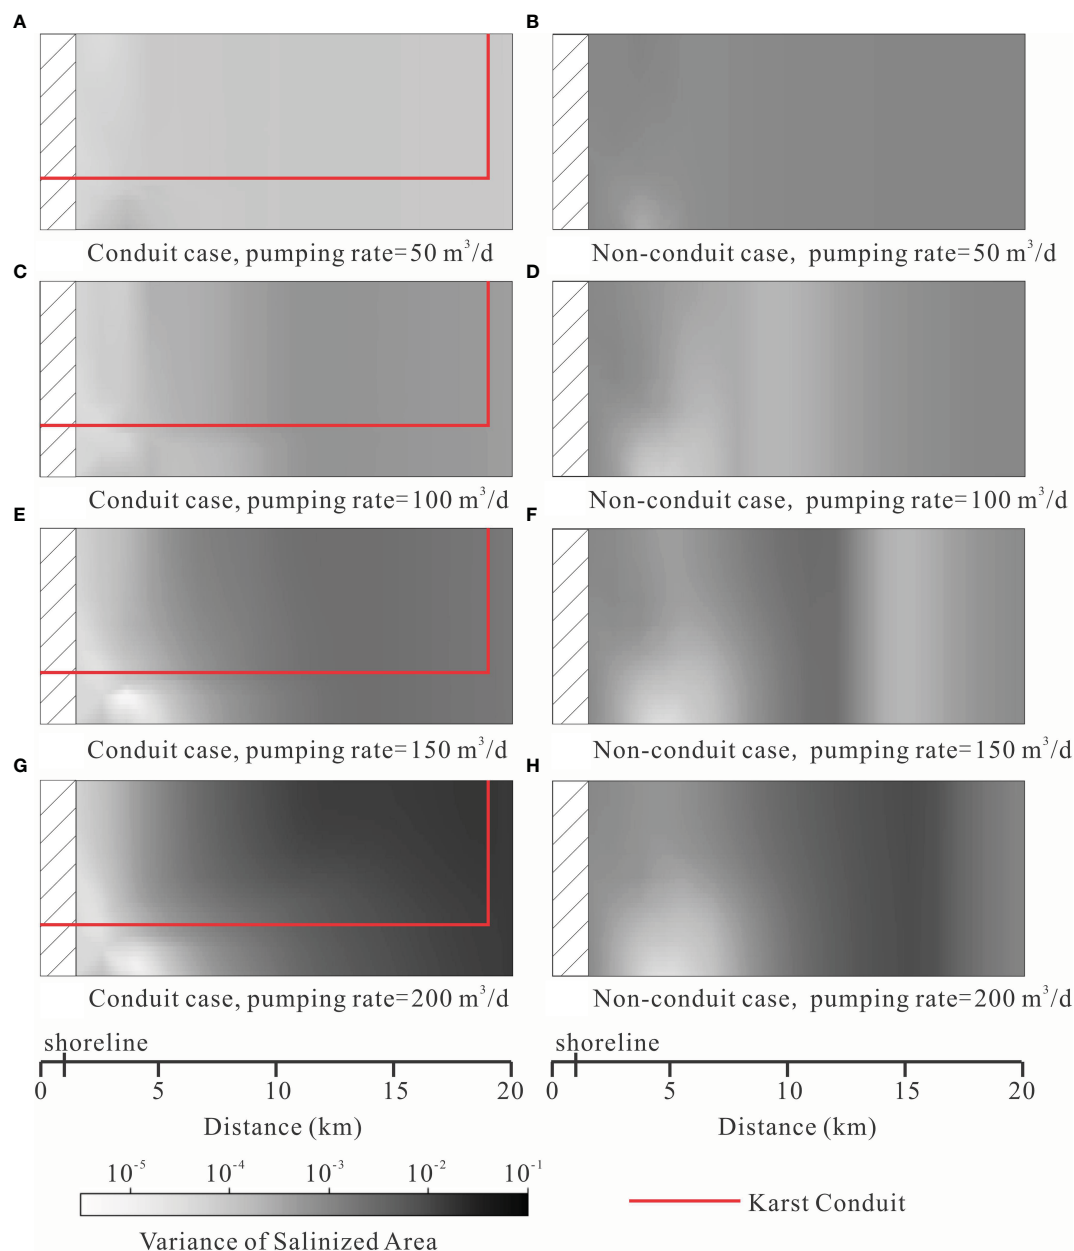 A
B
Conduit case, pumping rate=50 m³/d
Non-conduit case, pumping rate=50 m³/d
C
D
Conduit case, pumping rate=100 m³/d
Non-conduit case, pumping rate=100 m³/d
E
F
Conduit case, pumping rate=150 m³/d
Non-conduit case, pumping rate=150 m³/d
G
H
Conduit case, pumping rate=200 m³/d
Non-conduit case, pumping rate=200 m³/d
shoreline
shoreline
0 5 10 15 20
0 5 10 15 20
Distance (km)
Distance (km)
10⁻⁵ 10⁻⁴ 10⁻³ 10⁻² 10⁻¹
Karst Conduit
Variance of Salinized Area